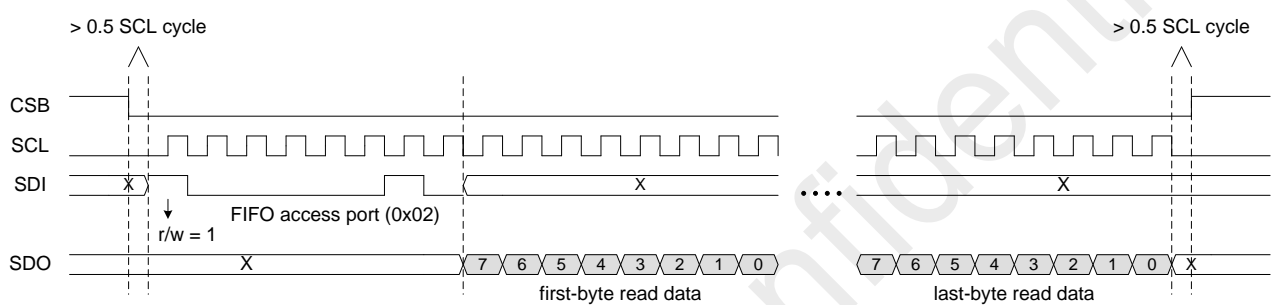 > 0.5 SCL cycle > 0.5 SCL cycle
CSB
SCL
SDI X X X
r/w = 1 FIFO access port (0x02)
SDO X 7 6 5 4 3 2 1 0 7 6 5 4 3 2 1 0 X
first-byte read data last-byte read data
nfident